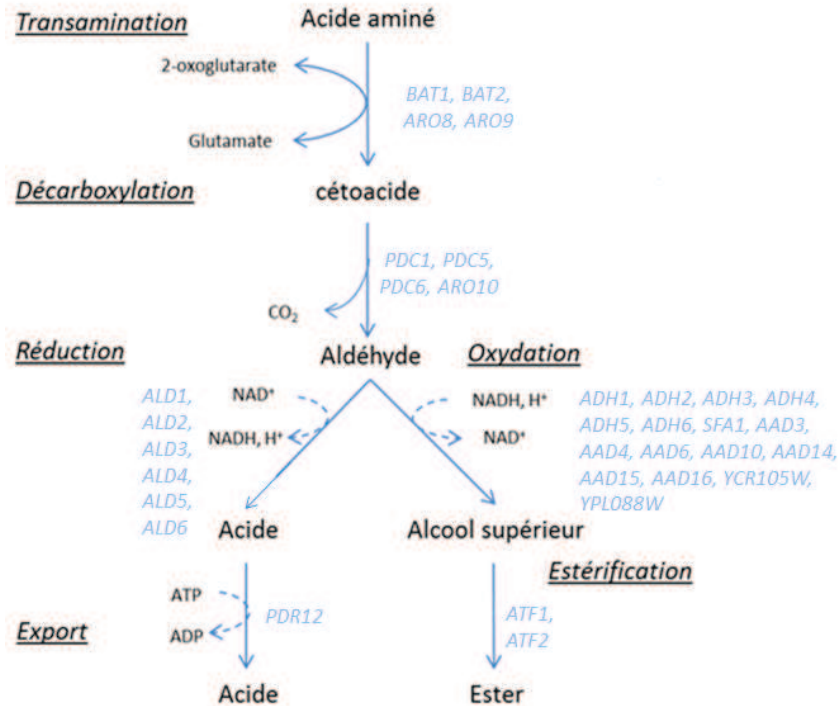 Transamination
Acide aminé
2-oxoglutarate
BAT1, BAT2,
ARO8, ARO9
Glutamate
Décarboxylation
cétoacide
PDC1, PDC5,
PDC6, ARO10
CO₂
Réduction
Aldéhyde
Oxydation
ALD1,
ALD2,
ALD3,
ALD4,
ALD5,
ALD6
NAD⁺
NADH, H⁺
NADH, H⁺
NAD⁺
ADH1, ADH2, ADH3, ADH4,
ADH5, ADH6, SFA1, AAD3,
AAD4, AAD6, AAD10, AAD14,
AAD15, AAD16, YCR105W,
YPL088W
Acide
Alcool supérieur
Estérification
ATP
ADP
PDR12
ATF1,
ATF2
Export
Acide
Ester